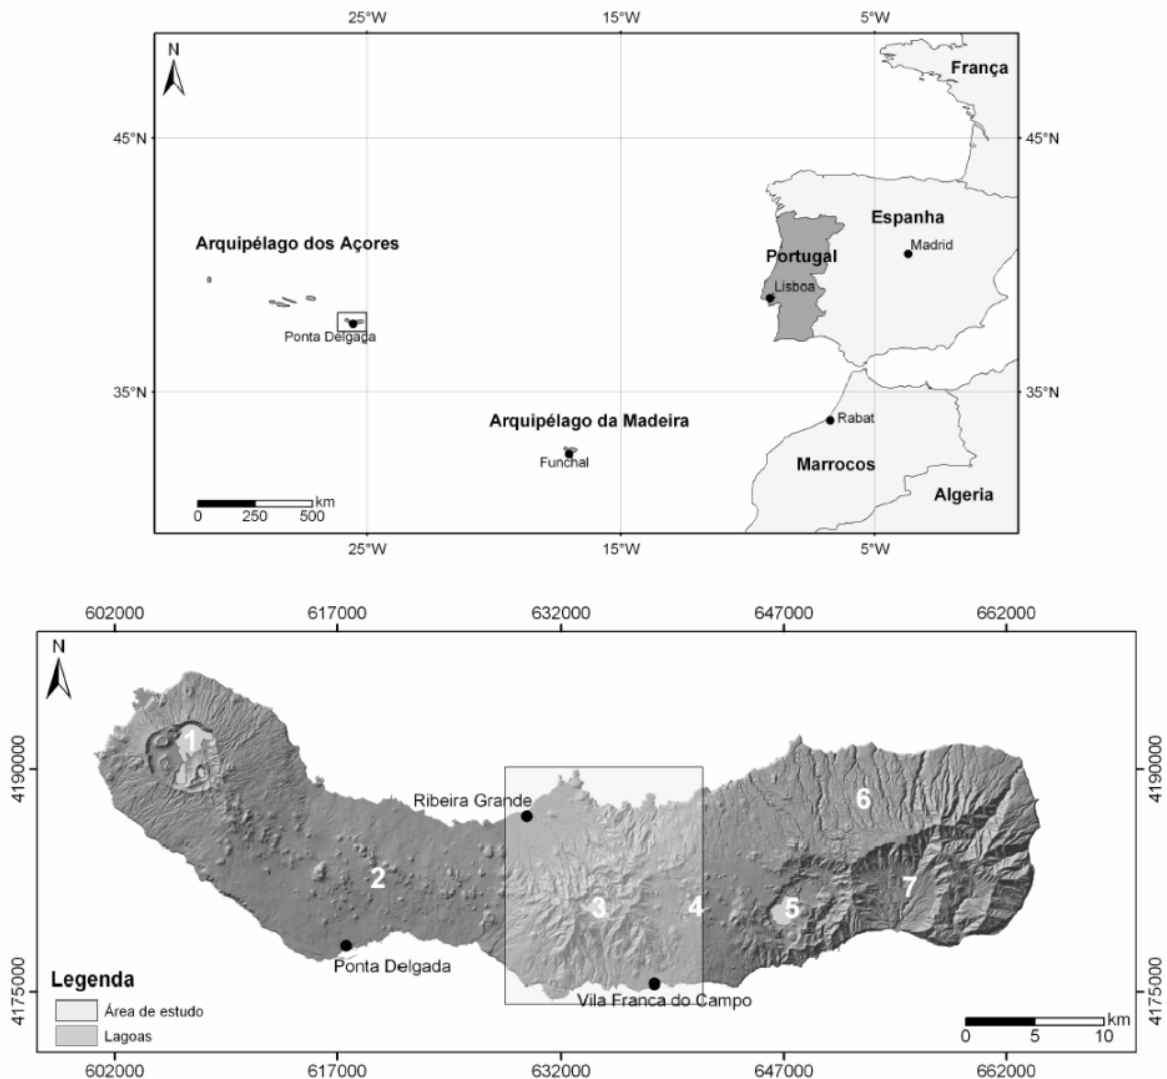 25°W 15°W 5°W
N
França
45°N 45°N
Espanha
Arquipélago dos Açores
Madrid
Portugal
Lisboa
Ponta Delgada
35°N 35°N
Arquipélago da Madeira
Rabat
Funchal
Marrocos
Algeria
km
0 250 500
25°W 15°W 5°W
602000 617000 632000 647000 662000
N
1
4190000 4190000
6
Ribeira Grande
2
7
3 4 5
Ponta Delgada
Legenda
4175000 4175000
Vila Franca do Campo
Área de estudo
km
Lagoas
0 5 10
602000 617000 632000 647000 662000